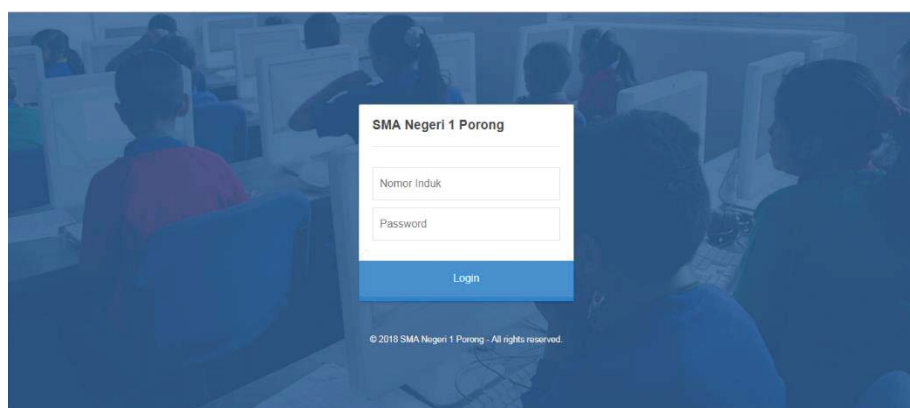 SMA Negeri 1 Porong
Nomor Induk
Password
Login
© 2018 SMA Negeri 1 Porong - All rights reserved.